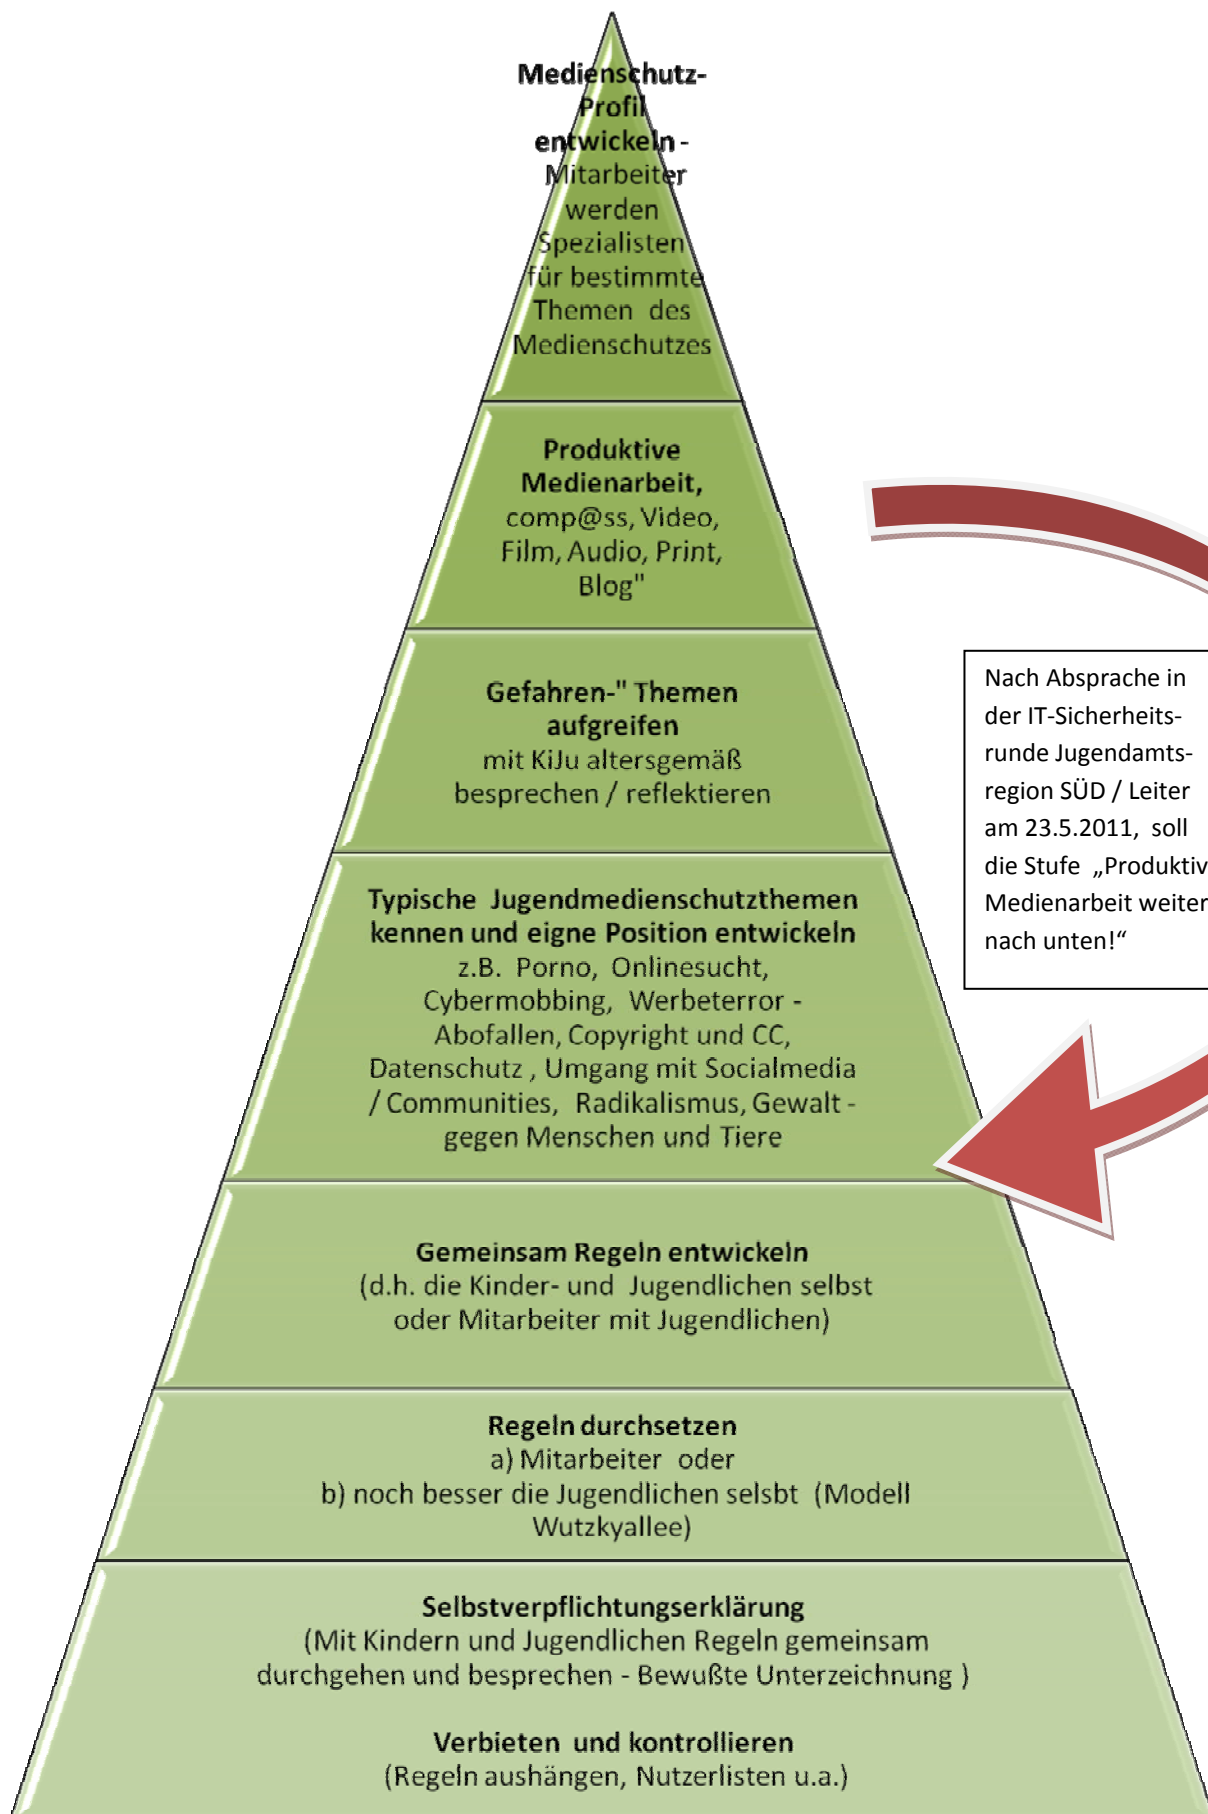 Medienschutz-
Profil
entwickeln -
Mitarbeiter
werden
Spezialisten
für bestimmte
Themen des
Medienschutzes
Produktive
Medienarbeit,
comp@ss, Video,
Film, Audio, Print,
Blog"
Nach Absprache in
der IT-Sicherheits-
runde Jugendamts-
region SÜD / Leiter
am 23.5.2011, soll
die Stufe „Produktiv
Medienarbeit weiter
nach unten!“
Gefahren-" Themen
aufgreifen
mit KiJu altersgemäß
besprechen / reflektieren
Typische Jugendmedienschutzthemen
kennen und eigne Position entwickeln
z.B. Porno, Onlinesucht,
Cybermobbing, Werbeterror -
Abofallen, Copyright und CC,
Datenschutz , Umgang mit Socialmedia
/ Communities, Radikalismus, Gewalt -
gegen Menschen und Tiere
Gemeinsam Regeln entwickeln
(d.h. die Kinder- und Jugendlichen selbst
oder Mitarbeiter mit Jugendlichen)
Regeln durchsetzen
a) Mitarbeiter oder
b) noch besser die Jugendlichen selsbt (Modell
Wutzkyallee)
Selbstverpflichtungserklärung
(Mit Kindern und Jugendlichen Regeln gemeinsam
durchgehen und besprechen - Bewußte Unterzeichnung )
Verbieten und kontrollieren
(Regeln aushängen, Nutzerlisten u.a.)